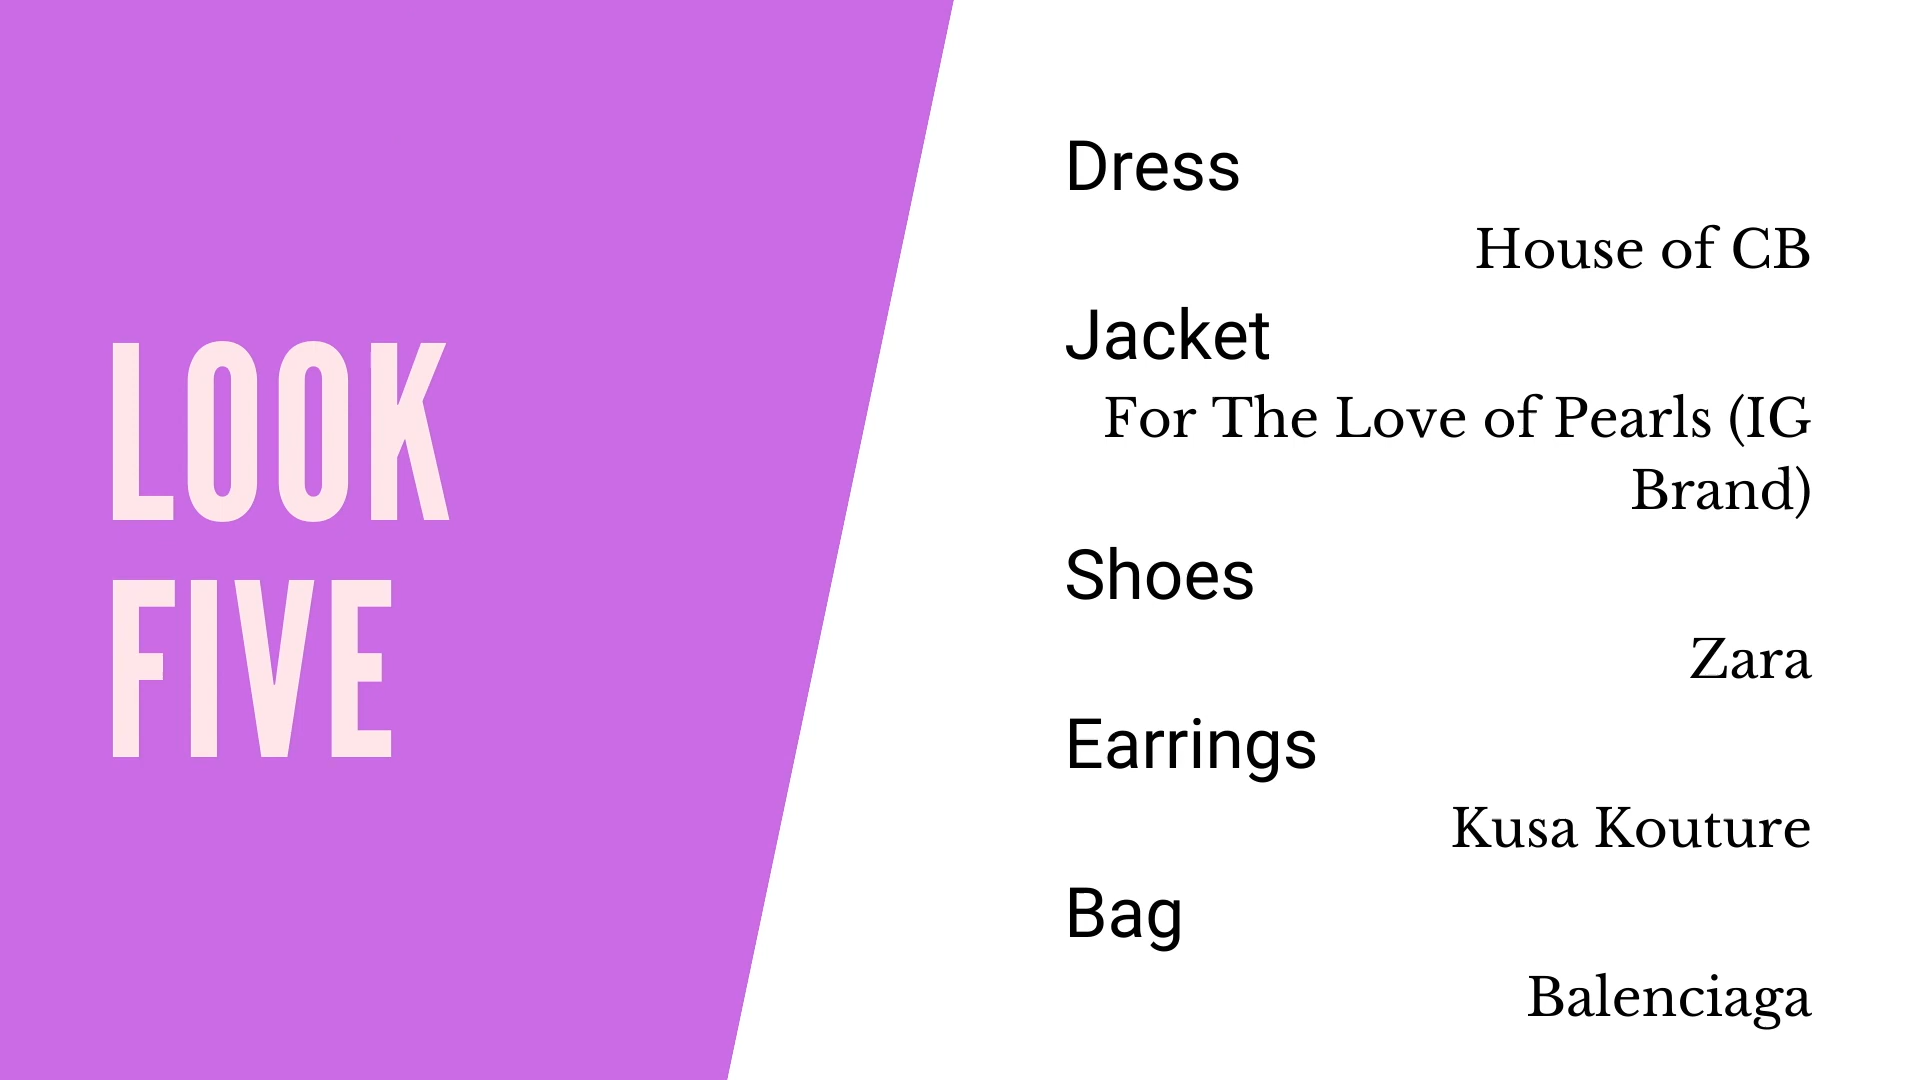 LOOK
FIVE
Dress
House of CB
Jacket
For The Love of Pearls (IG
Brand)
Shoes
Zara
Earrings
Kusa Kouture
Bag
Balenciaga